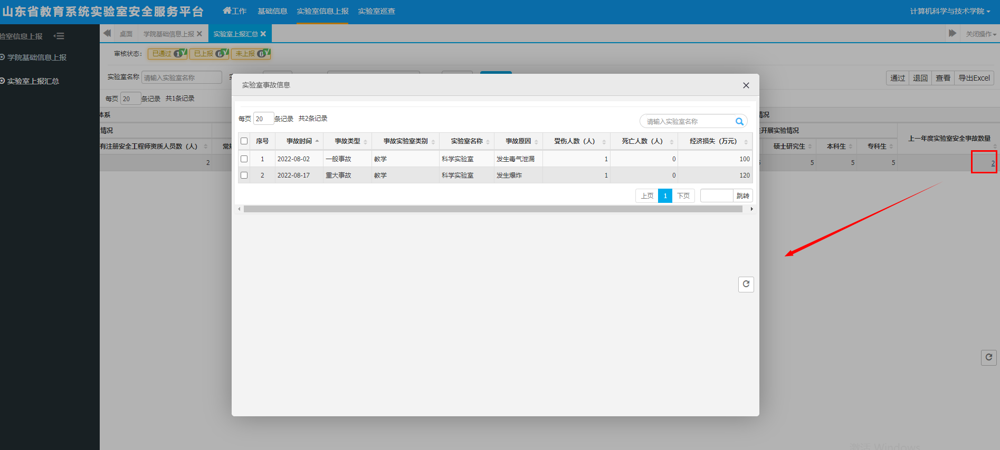 山东省教育系统实验室安全服务平台 工作 基础信息 实验室信息上报 实验室巡查 计算机科学与技术学院
验室信息上报
学院基础信息上报
实验室上报汇总
桌面 学院基础信息上报 实验室上报汇总 关闭操作
审核状态： 已通过 1 已上报 0 未上报 0
实验室名称 请输入实验室名称 通过 退回 查看 导出Excel
每页 20 条记录 共1条记录
体系 情况
情况 开展实验情况
有注册安全工程师资质人员数（人） 硕士研究生 本科生 专科生 上一年度实验室安全事故数量
2 5 5 5 2
实验室事故信息
每页 20 条记录 共2条记录 请输入实验室名称
序号 事故时间 事故类型 事故实验室类别 实验室名称 事故原因 受伤人数（人） 死亡人数（人） 经济损失（万元）
1 2022-08-02 一般事故 教学 科学实验室 发生毒气泄漏 1 0 100
2 2022-08-17 重大事故 教学 科学实验室 发生爆炸 1 0 120
上页 1 下页 跳转
激活 Windows